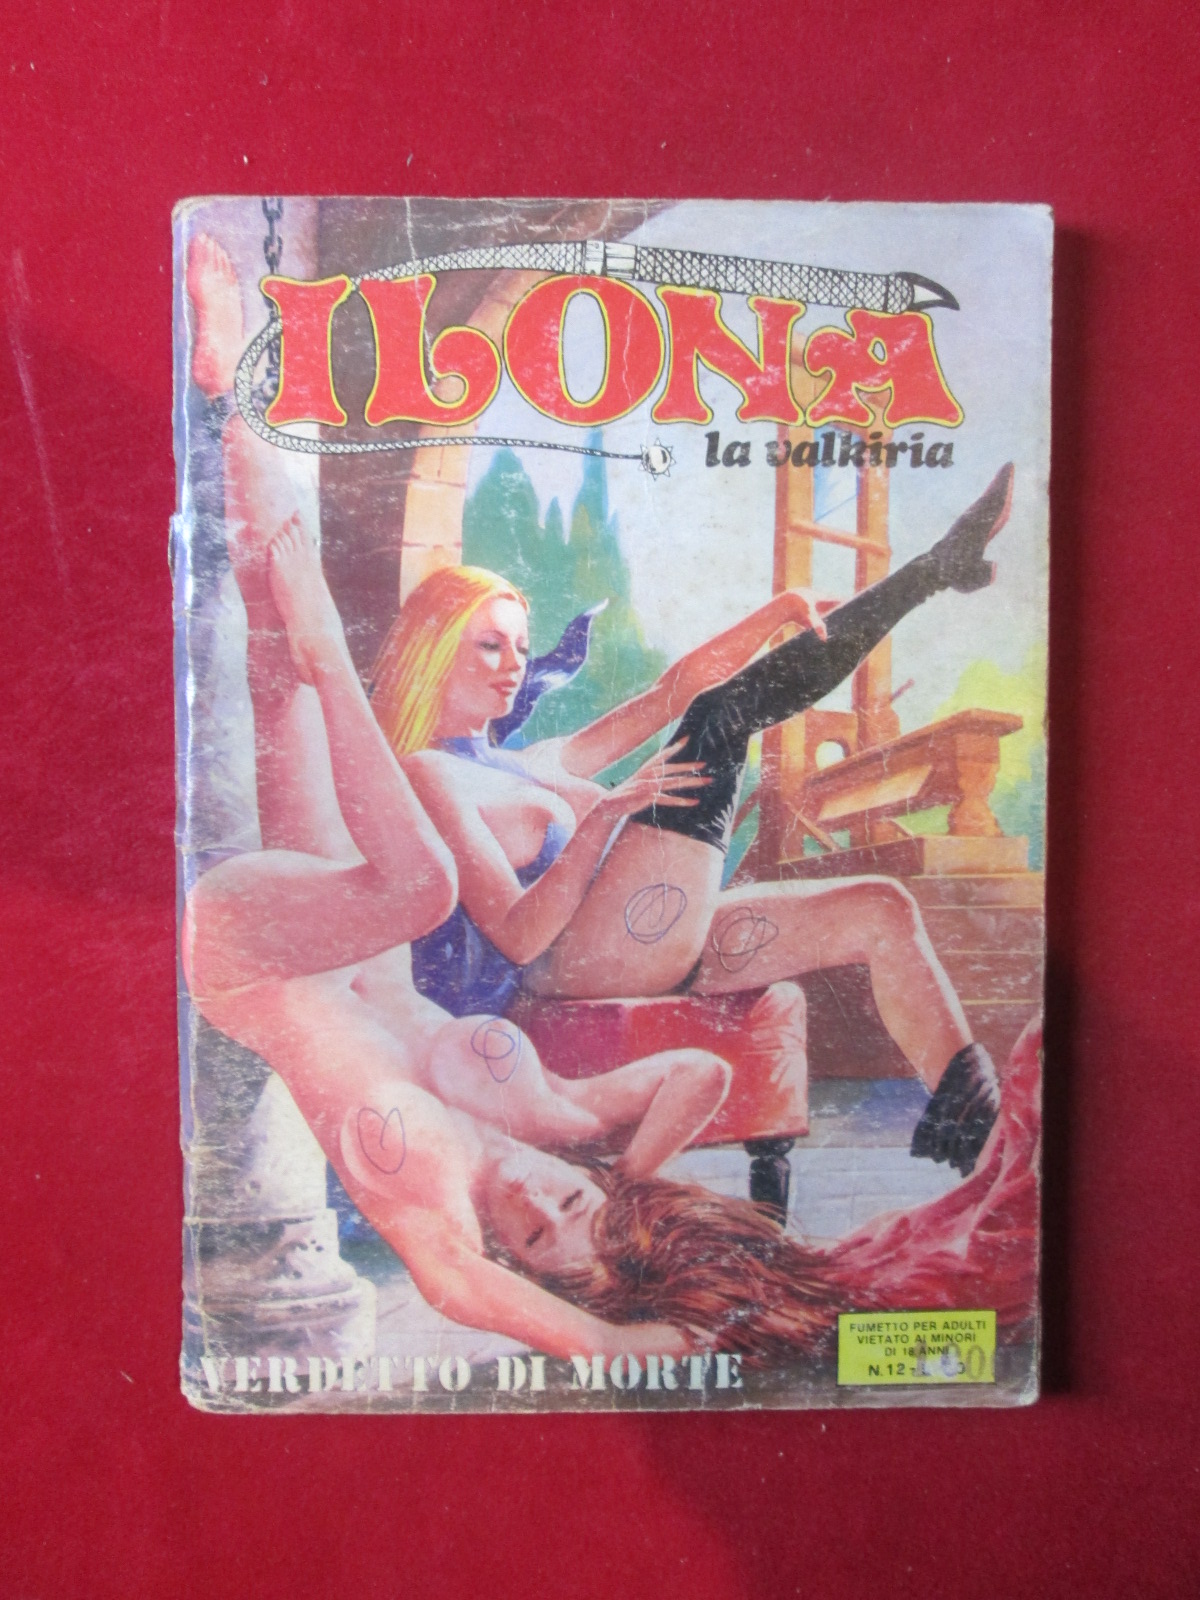 ILONA
la valkiria
VERDETTO DI MORTE
FUMETTO PER ADULTI
VIETATO AI MINORI
DI 18 ANNI
N.12